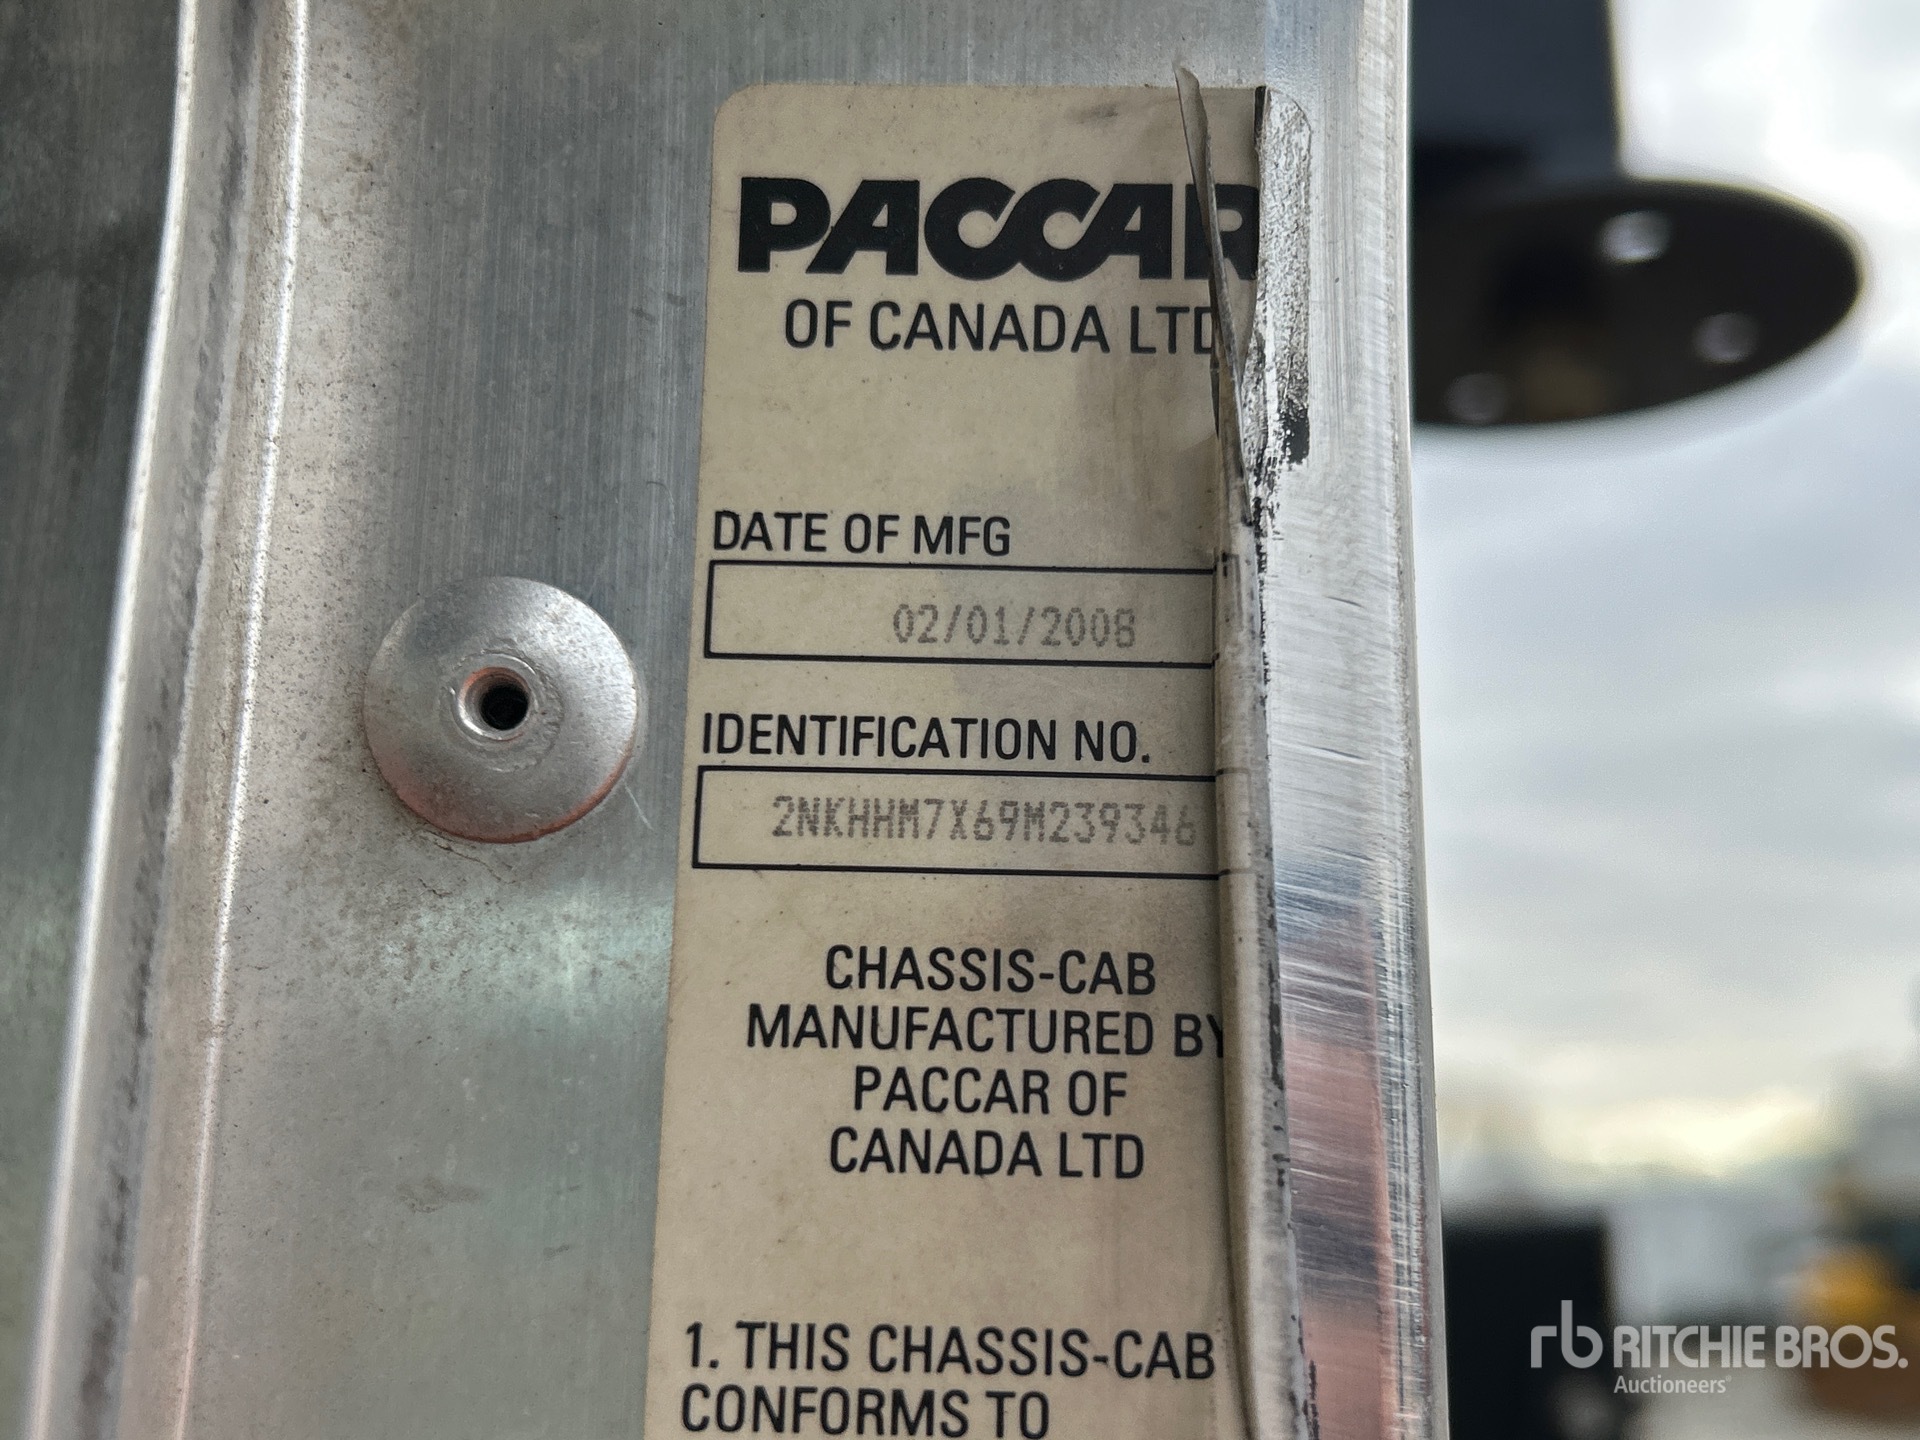 PACCAR
OF CANADA LTD
DATE OF MFG
02/01/2008
IDENTIFICATION NO.
2NKHHM7X69M239346
CHASSIS-CAB
MANUFACTURED BY
PACCAR OF
CANADA LTD
1. THIS CHASSIS-CAB
CONFORMS TO
rb RITCHIE BROS.
Auctioneers